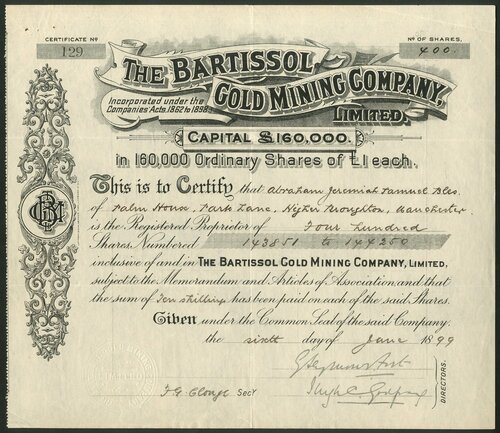 CERTIFICATE Nº
129
Nº OF SHARES.
400.
THE BARTISSOL
GOLD MINING COMPANY,
LIMITED.
Incorporated under the
Companies' Acts. 1862 to 1898.
CAPITAL £160,000.
in 160,000 Ordinary Shares of £1 each.
This is to Certify that Abraham Jeremiah Samuel Bles.
of Palm House, Park Lane, Higher Broughton, Manchester
is the Registered Proprietor of Four Hundred
Shares, Numbered 143851 to 144250
inclusive of and in THE BARTISSOL GOLD MINING COMPANY, LIMITED.
subject to the Memorandum and Articles of Association and that
the sum of Ten shillings has been paid on each of the said Shares.
Given under the Common Seal of the said Company.
the sixth day of June 1899
DIRECTORS.
SECY